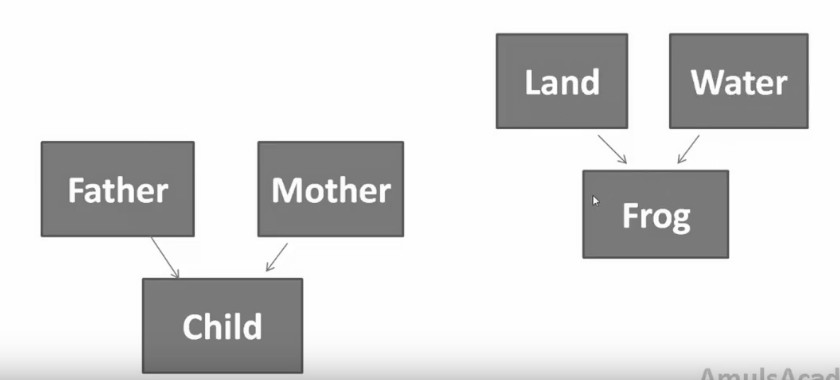 Land
Water
Father
Mother
Frog
Child